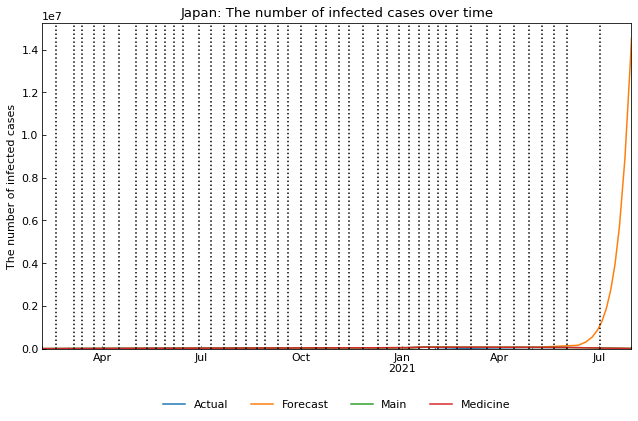 Japan: The number of infected cases over time
1e7
The number of infected cases
1.4
1.2
1.0
0.8
0.6
0.4
0.2
0.0
Apr
Jul
Oct
Jan
2021
Apr
Jul
Actual
Forecast
Main
Medicine